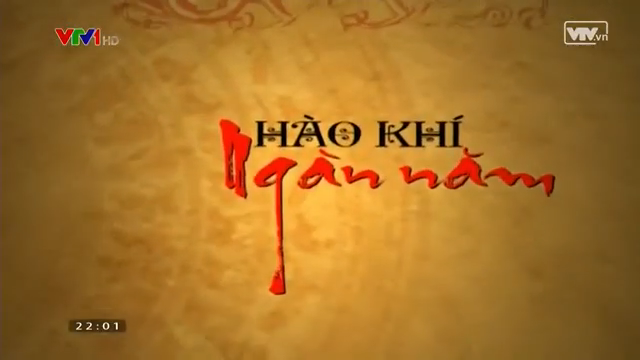 VTV1 HD
VTV.vn
HÀO KHÍ
Ngàn năm
22:01